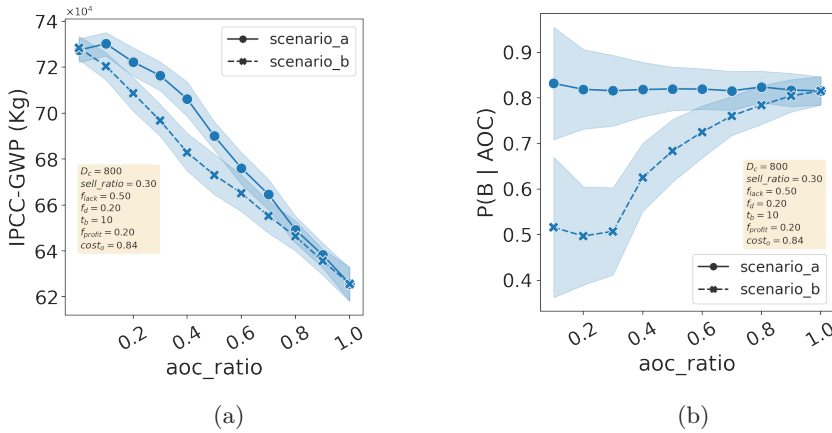 ×10⁴
74
72
70
68
66
64
62
IPCC-GWP (Kg)
scenario_a
scenario_b
D_c = 800
sell_ratio = 0.30
f_lack = 0.50
f_d = 0.20
t_b = 10
f_profit = 0.20
cost_o = 0.84
0.2 0.4 0.6 0.8 1.0
aoc_ratio
(a)
0.9
0.8
0.7
0.6
0.5
0.4
P(B | AOC)
D_c = 800
sell_ratio = 0.30
f_lack = 0.50
f_d = 0.20
t_b = 10
f_profit = 0.20
cost_o = 0.84
scenario_a
scenario_b
0.2 0.4 0.6 0.8 1.0
aoc_ratio
(b)